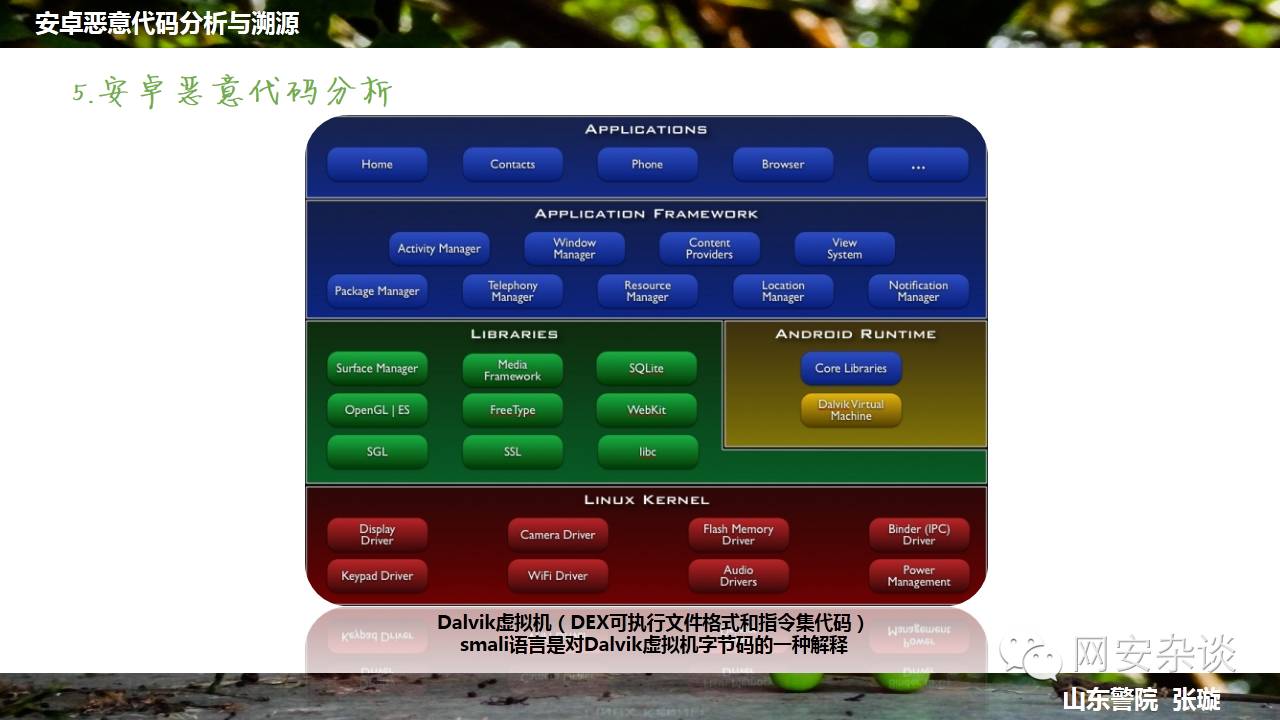 安卓恶意代码分析与溯源
5.安卓恶意代码分析
APPLICATIONS
Home
Contacts
Phone
Browser
...
APPLICATION FRAMEWORK
Activity Manager
Window
Manager
Content
Providers
View
System
Package Manager
Telephony
Manager
Resource
Manager
Location
Manager
Notification
Manager
LIBRARIES
Surface Manager
Media
Framework
SQLite
OpenGL | ES
FreeType
WebKit
SGL
SSL
libc
ANDROID RUNTIME
Core Libraries
Dalvik Virtual
Machine
LINUX KERNEL
Display
Driver
Camera Driver
Flash Memory
Driver
Binder (IPC)
Driver
Keypad Driver
WiFi Driver
Audio
Drivers
Power
Management
Dalvik虚拟机（DEX可执行文件格式和指令集代码）
smali语言是对Dalvik虚拟机字节码的一种解释
网安杂谈
山东警院 张璇